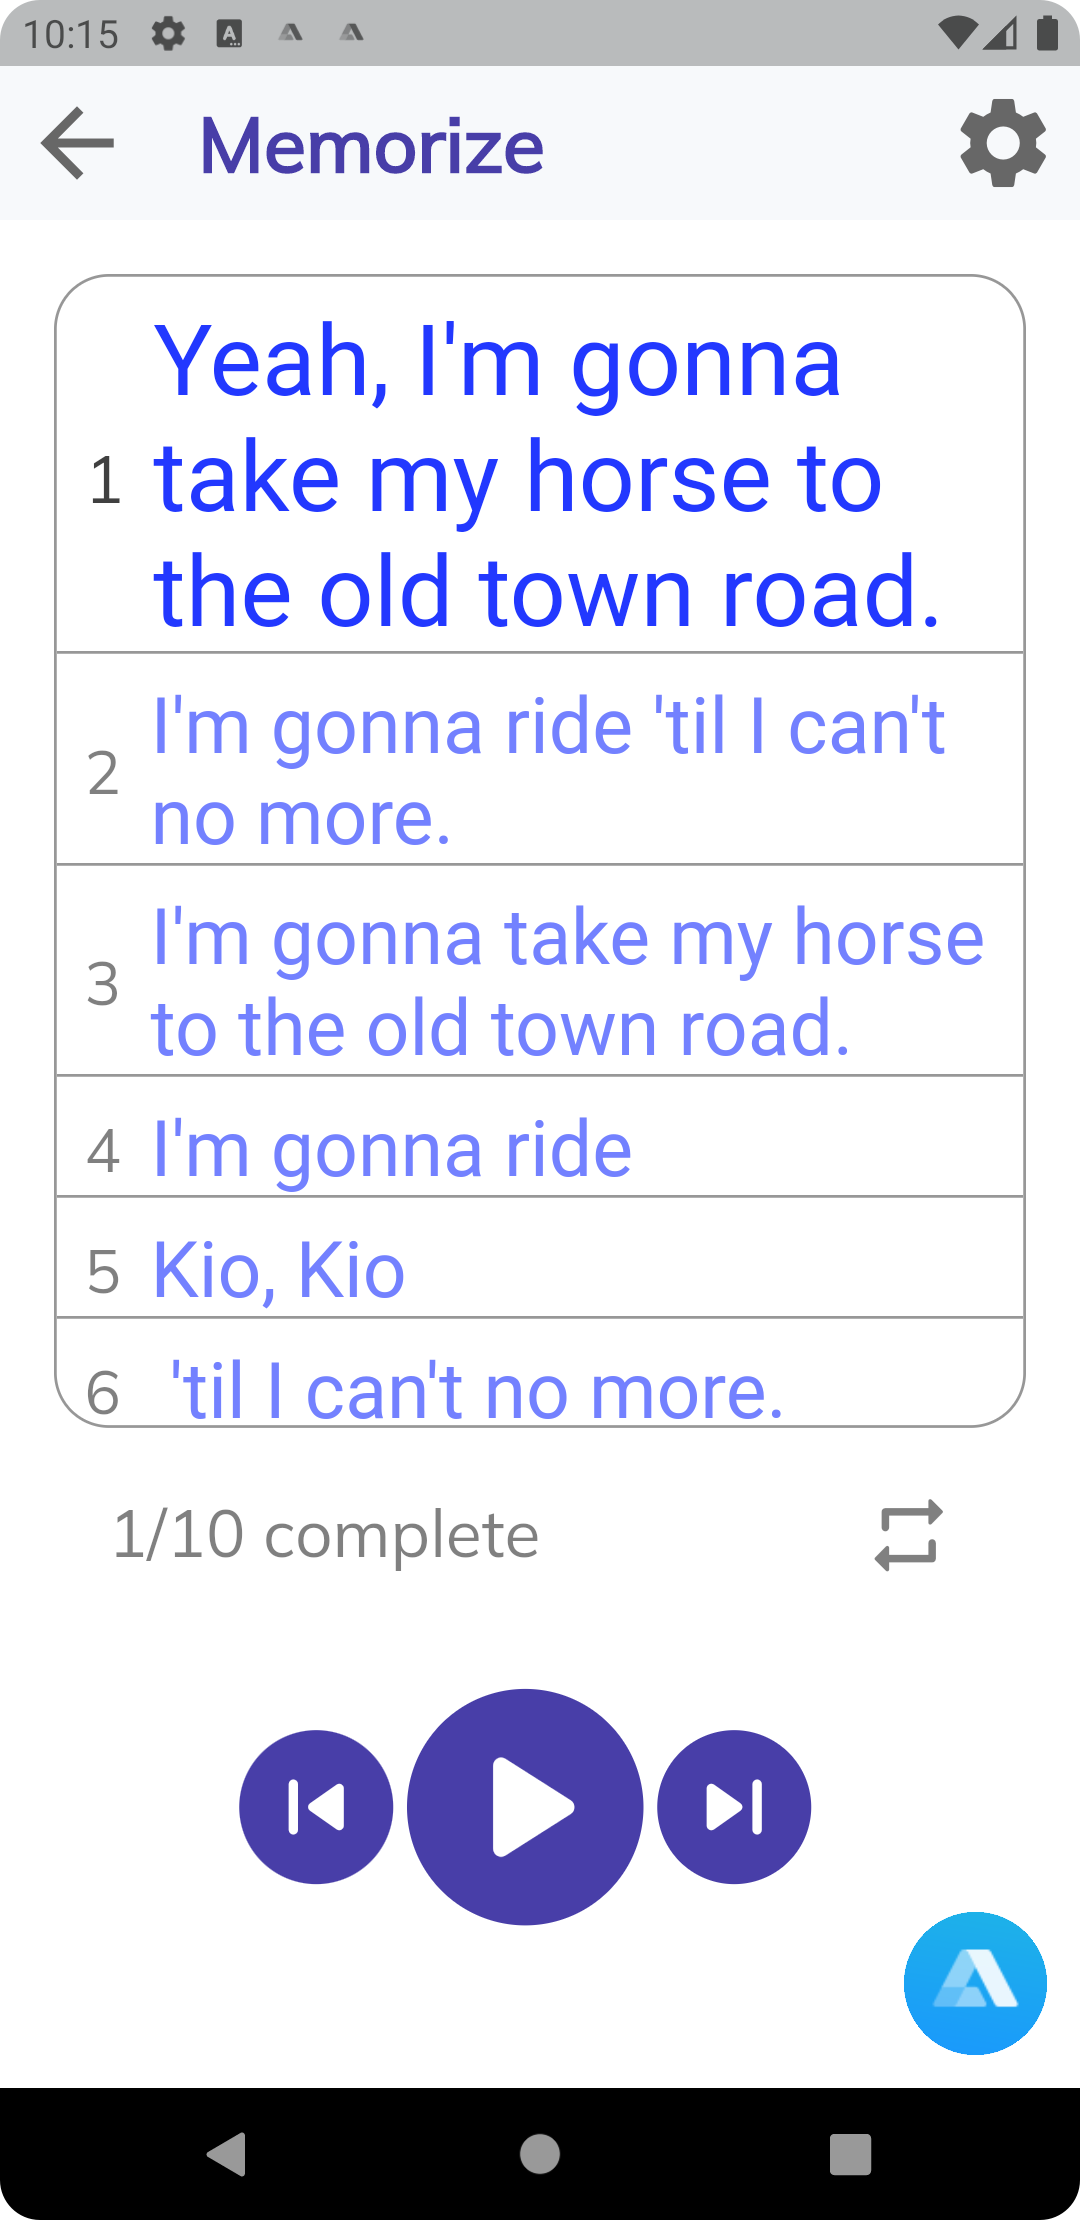 10:15
Memorize
1 Yeah, I'm gonna
take my horse to
the old town road.
2 I'm gonna ride 'til I can't
no more.
3 I'm gonna take my horse
to the old town road.
4 I'm gonna ride
5 Kio, Kio
6 'til I can't no more.
1/10 complete